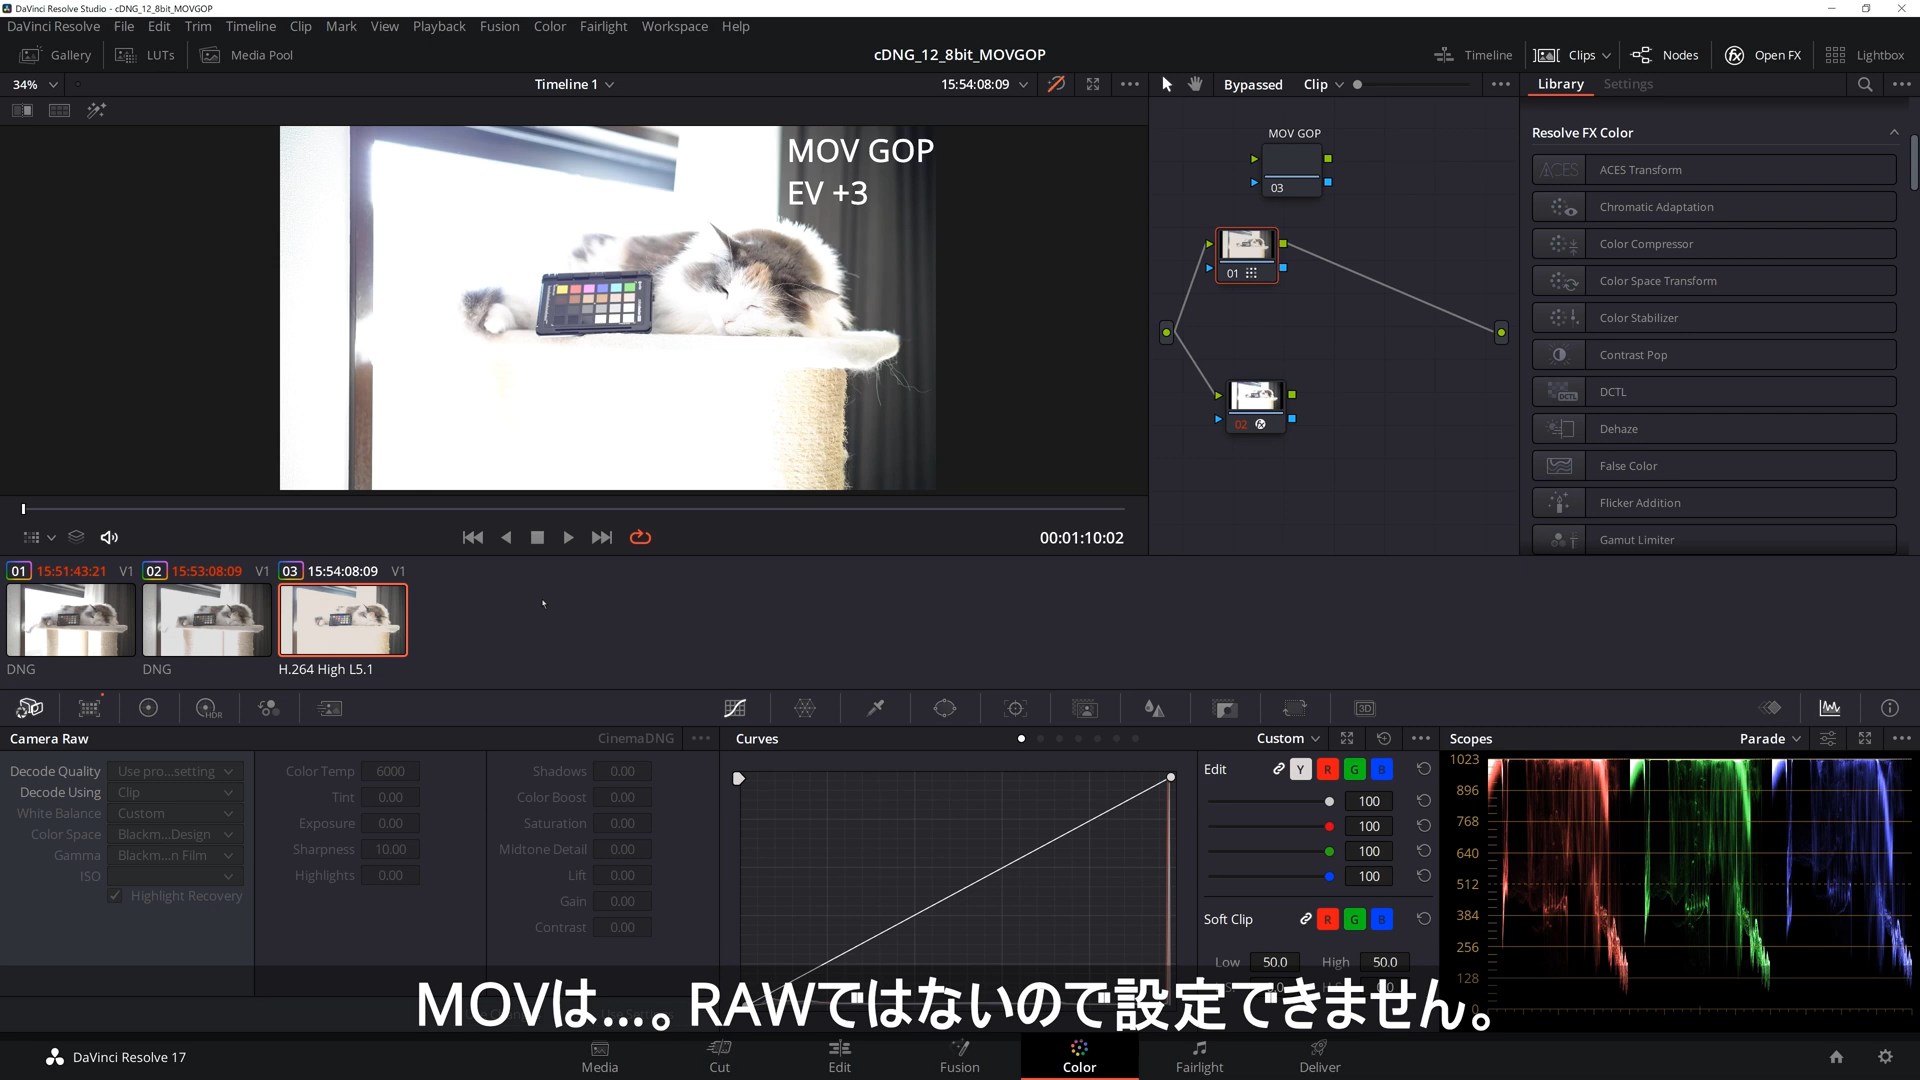 DaVinci Resolve Studio - cDNG_12_8bit_MOVGOP
DaVinci Resolve File Edit Trim Timeline Clip Mark View Playback Fusion Color Fairlight Workspace Help
Gallery LUTs Media Pool cDNG_12_8bit_MOVGOP Timeline Clips Nodes Open FX Lightbox
34% Timeline 1 15:54:08:09 Bypassed Clip Library Settings
MOV GOP
EV +3
MOV GOP
03
01
02
Resolve FX Color
ACES ACES Transform
Chromatic Adaptation
Color Compressor
Color Space Transform
Color Stabilizer
Contrast Pop
DCTL DCTL
Dehaze
False Color
Flicker Addition
Gamut Limiter
00:01:10:02
01 15:51:43:21 V1 02 15:53:08:09 V1 03 15:54:08:09 V1
DNG DNG H.264 High L5.1
HDR 3D
Camera Raw CinemaDNG Curves Custom Scopes Parade
Decode Quality Use pro...setting
Decode Using Clip
White Balance Custom
Color Space Blackm...Design
Gamma Blackm...n Film
ISO
Highlight Recovery
Color Temp 6000
Tint 0.00
Exposure 0.00
Sharpness 10.00
Highlights 0.00
Shadows 0.00
Color Boost 0.00
Saturation 0.00
Midtone Detail 0.00
Lift 0.00
Gain 0.00
Contrast 0.00
Edit Y R G B
100
100
100
100
Soft Clip R G B
Low 50.0 High 50.0
1023
896
768
640
512
384
256
128
0
MOVは...。RAWではないので設定できません。
DaVinci Resolve 17 Media Cut Edit Fusion Color Fairlight Deliver